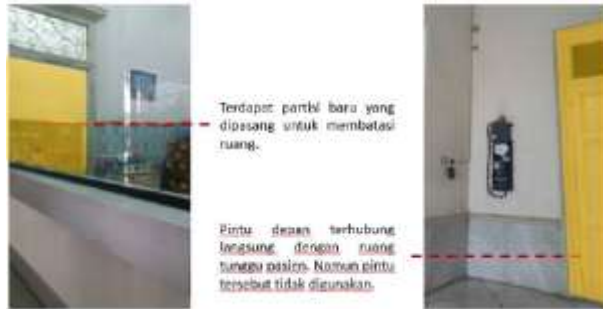 Terdapat partisi baru yang
dipasang untuk membatasi
ruang.
Pintu depan terhubung
langsung dengan ruang
tunggu pasien. Namun pintu
tersebut tidak digunakan.